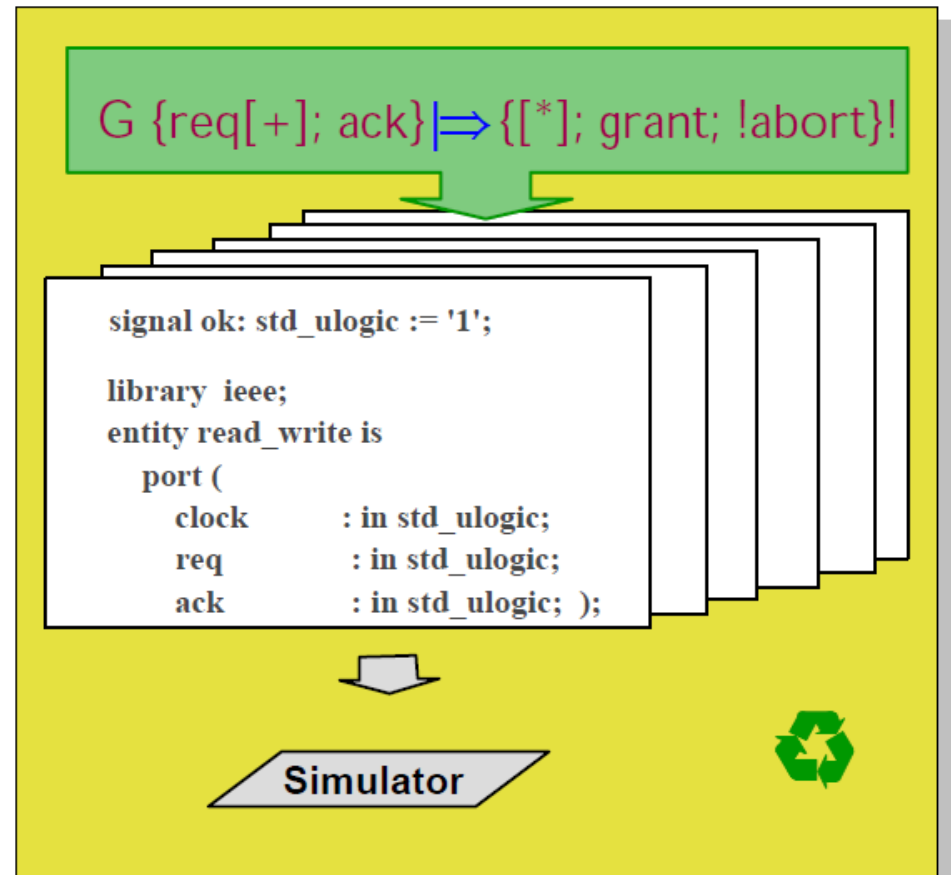 G {req[+]; ack}|⇒{[*]; grant; !abort}!
signal ok: std_ulogic := '1';
library ieee;
entity read_write is
port (
clock : in std_ulogic;
req : in std_ulogic;
ack : in std_ulogic; );
Simulator